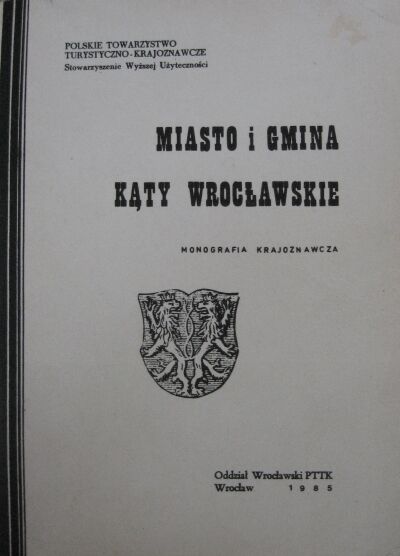 POLSKIE TOWARZYSTWO
TURYSTYCZNO-KRAJOZNAWCZE
Stowarzyszenie Wyższej Użyteczności
MIASTO i GMINA
KĄTY WROCŁAWSKIE
MONOGRAFIA KRAJOZNAWCZA
Oddział Wrocławski PTTK
Wrocław 1985